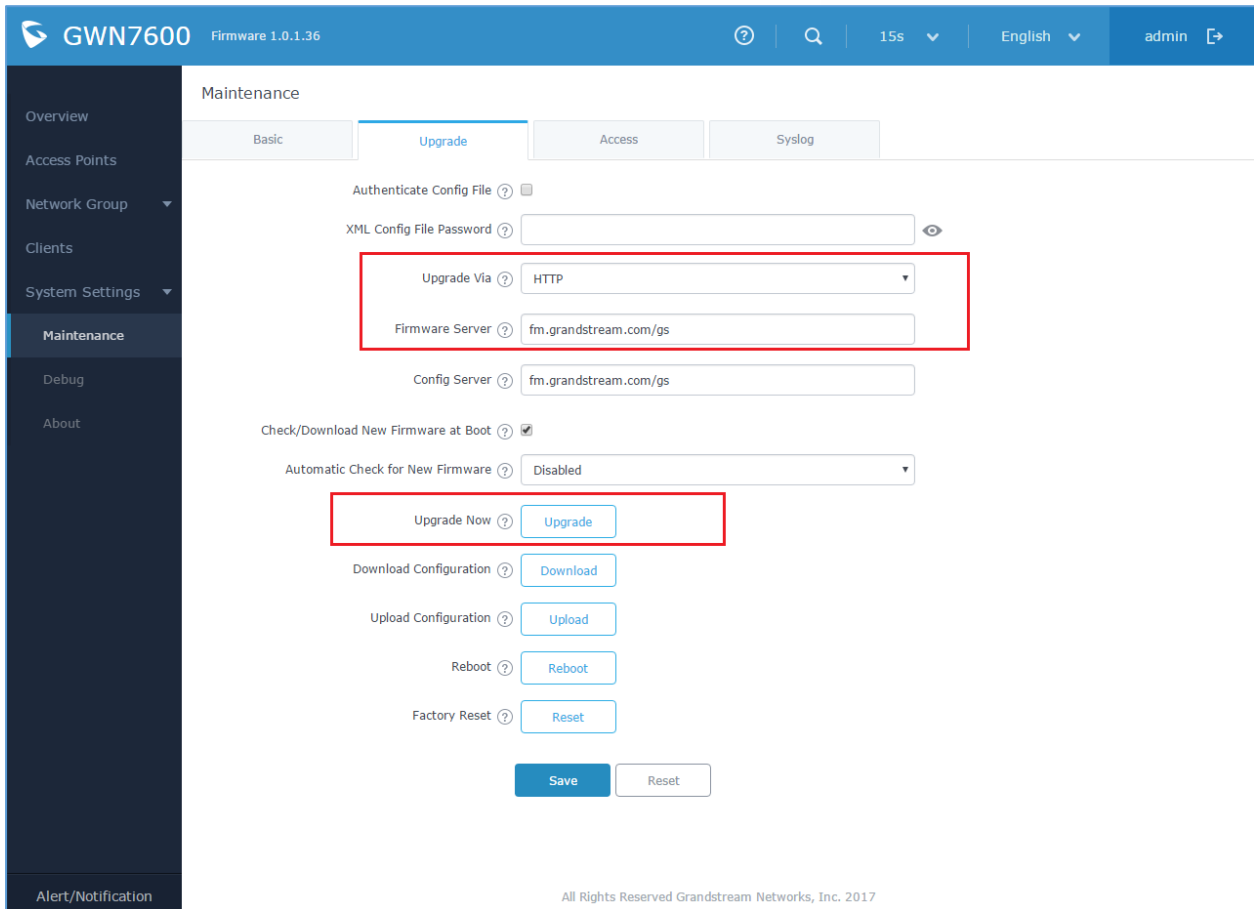 GWN7600 Firmware 1.0.1.36 15s English admin
Overview
Access Points
Network Group
Clients
System Settings
Maintenance
Debug
About
Alert/Notification
Maintenance
Basic Upgrade Access Syslog
Authenticate Config File
XML Config File Password
Upgrade Via HTTP
Firmware Server fm.grandstream.com/gs
Config Server fm.grandstream.com/gs
Check/Download New Firmware at Boot
Automatic Check for New Firmware Disabled
Upgrade Now Upgrade
Download Configuration Download
Upload Configuration Upload
Reboot Reboot
Factory Reset Reset
Save Reset
All Rights Reserved Grandstream Networks, Inc. 2017